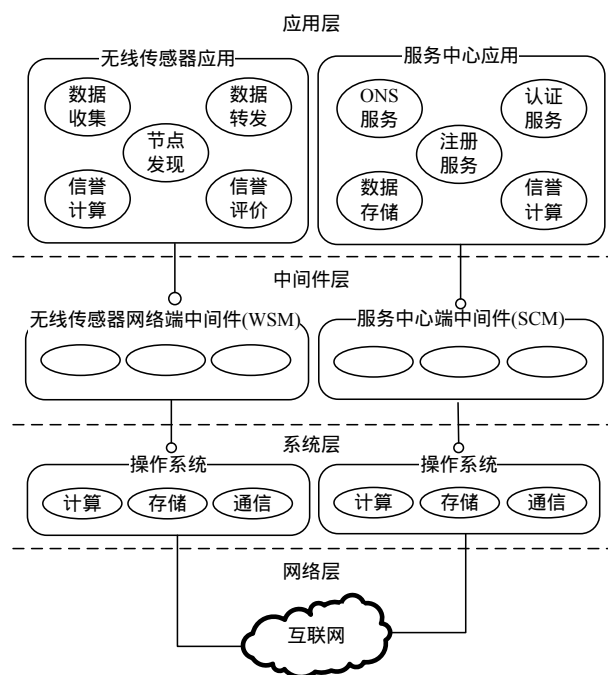 应用层
无线传感器应用
服务中心应用
数据
收集
数据
转发
节点
发现
信誉
计算
信誉
评价
ONS
服务
认证
服务
注册
服务
数据
存储
信誉
计算
中间件层
无线传感器网络端中间件(WSM)
服务中心端中间件(SCM)
系统层
操作系统
操作系统
计算
存储
通信
计算
存储
通信
网络层
互联网